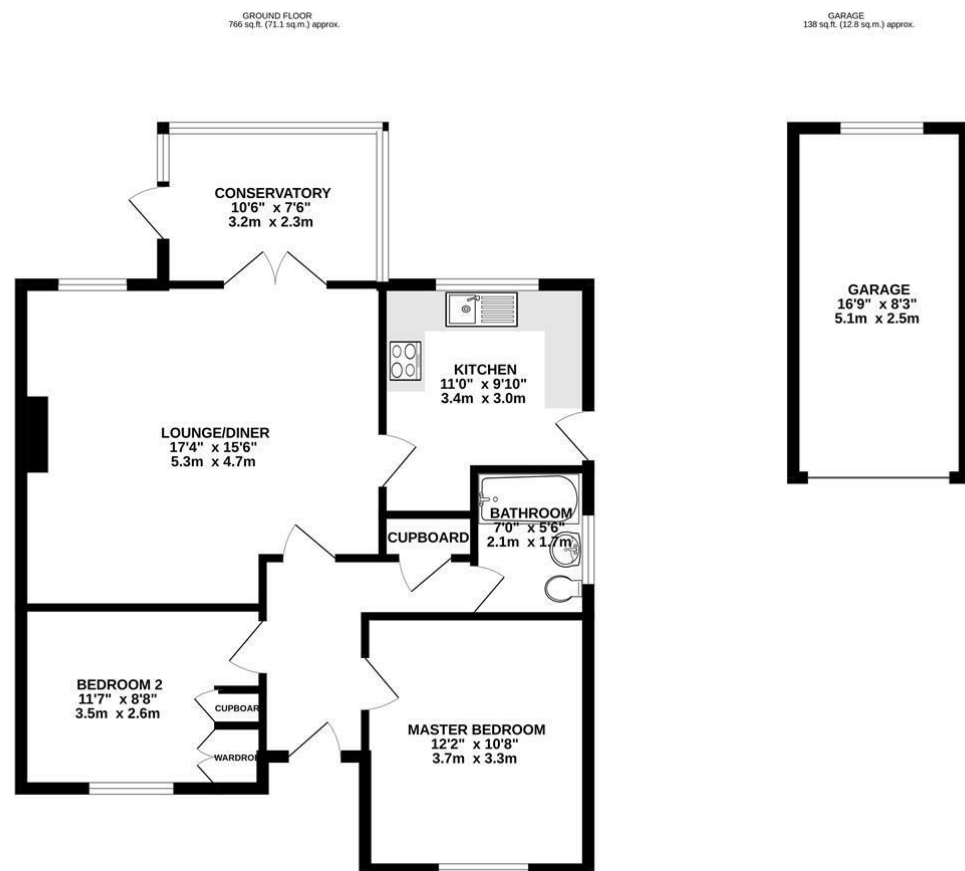 GROUND FLOOR
766 sq.ft. (71.1 sq.m.) approx.
GARAGE
138 sq.ft. (12.8 sq.m.) approx.
CONSERVATORY
10'6" x 7'6"
3.2m x 2.3m
GARAGE
16'9" x 8'3"
5.1m x 2.5m
KITCHEN
11'0" x 9'10"
3.4m x 3.0m
LOUNGE/DINER
17'4" x 15'6"
5.3m x 4.7m
BATHROOM
7'0" x 5'6"
2.1m x 1.7m
CUPBOARD
BEDROOM 2
11'7" x 8'8"
3.5m x 2.6m
CUPBOAR
WARDROB
MASTER BEDROOM
12'2" x 10'8"
3.7m x 3.3m